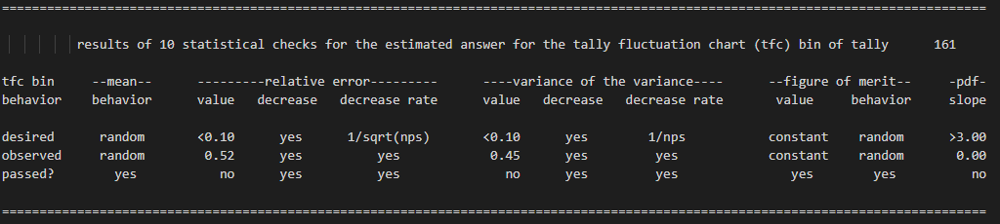 ===================================================================================================================================
results of 10 statistical checks for the estimated answer for the tally fluctuation chart (tfc) bin of tally 161
tfc bin --mean-- ---------relative error--------- ----variance of the variance---- --figure of merit-- -pdf-
behavior behavior value decrease decrease rate value decrease decrease rate value behavior slope
desired random <0.10 yes 1/sqrt(nps) <0.10 yes 1/nps constant random >3.00
observed random 0.52 yes yes 0.45 yes yes constant random 0.00
passed? yes no yes yes no yes yes yes yes no
===================================================================================================================================